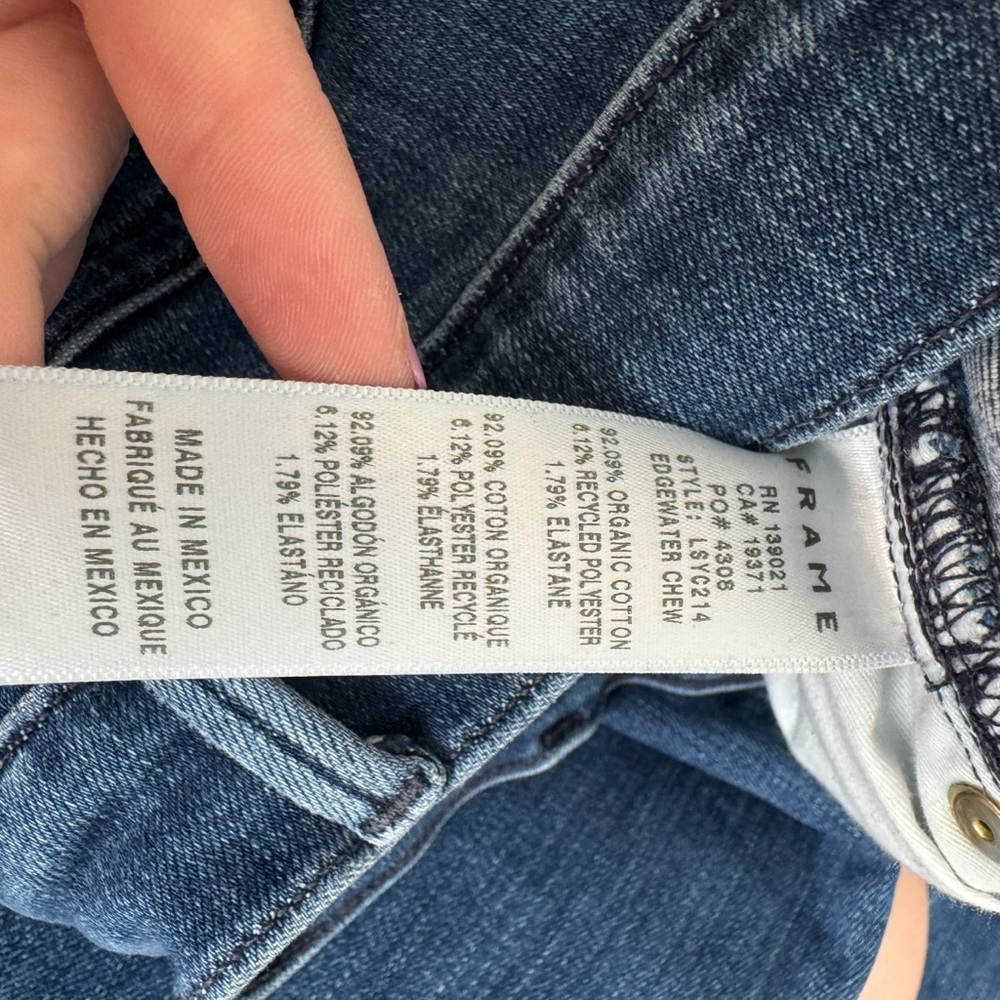 FRAME
RN 139021
CA# 19371
PO# 4308
STYLE: LSYC214
EDGEWATER CHEW
92.09% ORGANIC COTTON
6.12% RECYCLED POLYESTER
1.79% ELASTANE
92.09% COTON ORGANIQUE
6.12% POLYESTER RECYCLÉ
1.79% ÉLASTHANNE
92.09% ALGODÓN ORGÁNICO
6.12% POLIÉSTER RECICLADO
1.79% ELASTÁNO
MADE IN MEXICO
FABRIQUÉ AU MEXIQUE
HECHO EN MEXICO